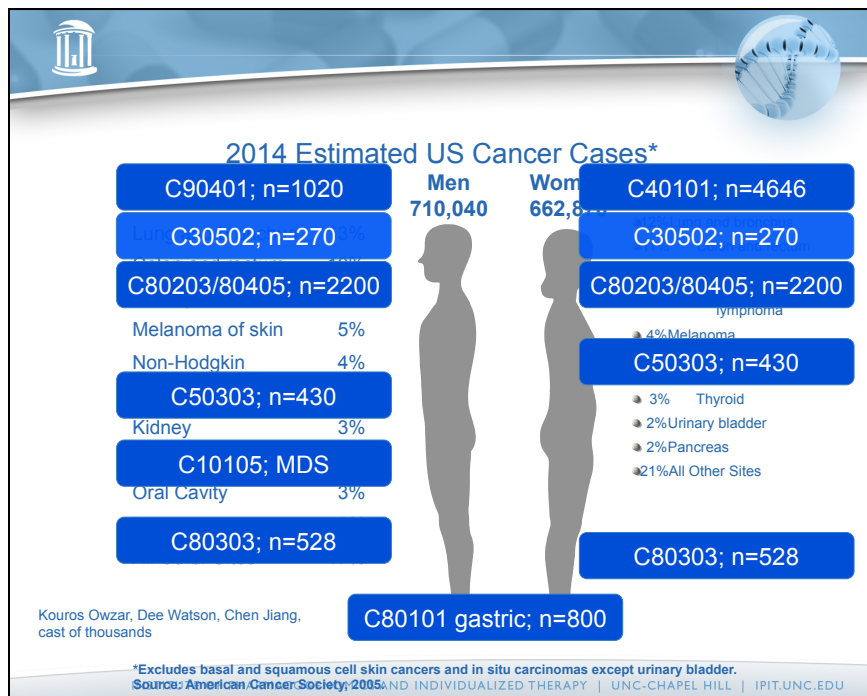 2014 Estimated US Cancer Cases*
Men
710,040
C90401; n=1020
C30502; n=270
C80203/80405; n=2200
Melanoma of skin 5%
Non-Hodgkin 4%
C50303; n=430
Kidney 3%
C10105; MDS
Oral Cavity 3%
C80303; n=528
C40101; n=4646
12%Lung and bronchus
C30502; n=270
C80203/80405; n=2200
lymphoma
4%Melanoma
C50303; n=430
3% Thyroid
2%Urinary bladder
2%Pancreas
21%All Other Sites
C80303; n=528
C80101 gastric; n=800
Kouros Owzar, Dee Watson, Chen Jiang,
cast of thousands
*Excludes basal and squamous cell skin cancers and in situ carcinomas except urinary bladder.
Source: American Cancer Society, 2005.
AND INDIVIDUALIZED THERAPY | UNC-CHAPEL HILL | IPIT.UNC.EDU